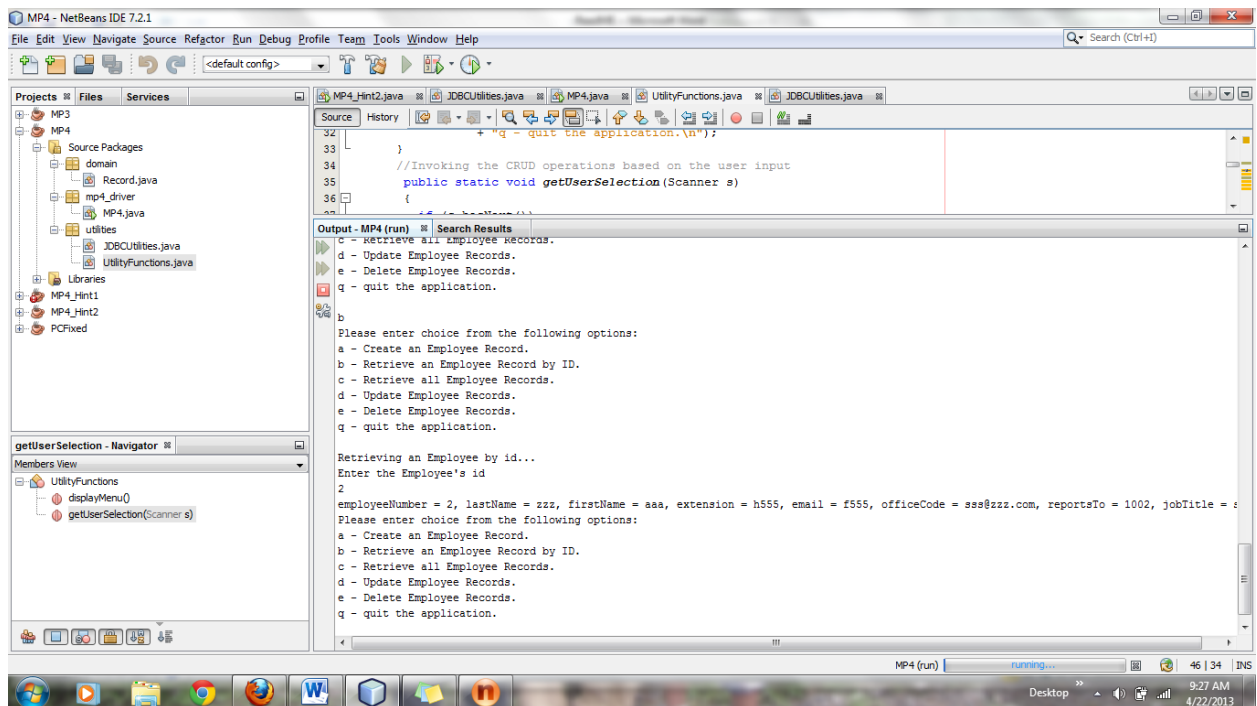 MP4 - NetBeans IDE 7.2.1
File Edit View Navigate Source Refactor Run Debug Profile Team Tools Window Help
Search (Ctrl+I)
<default config>
Projects Files Services
MP3
MP4
Source Packages
domain
Record.java
mp4_driver
MP4.java
utilities
JDBCUtilities.java
UtilityFunctions.java
Libraries
MP4_Hint1
MP4_Hint2
PCFixed
getUserSelection - Navigator
Members View
UtilityFunctions
displayMenu()
getUserSelection(Scanner s)
MP4_Hint2.java JDBCUtilities.java MP4.java UtilityFunctions.java JDBCUtilities.java
Source History
32 + "q - quit the application.\n");
33 }
34 //Invoking the CRUD operations based on the user input
35 public static void getUserSelection(Scanner s)
36 {
Output - MP4 (run) Search Results
c - Retrieve all Employee Records.
d - Update Employee Records.
e - Delete Employee Records.
q - quit the application.
b
Please enter choice from the following options:
a - Create an Employee Record.
b - Retrieve an Employee Record by ID.
c - Retrieve all Employee Records.
d - Update Employee Records.
e - Delete Employee Records.
q - quit the application.
Retrieving an Employee by id...
Enter the Employee's id
2
employeeNumber = 2, lastName = zzz, firstName = aaa, extension = h555, email = f555, officeCode = sss@zzz.com, reportsTo = 1002, jobTitle =
Please enter choice from the following options:
a - Create an Employee Record.
b - Retrieve an Employee Record by ID.
c - Retrieve all Employee Records.
d - Update Employee Records.
e - Delete Employee Records.
q - quit the application.
MP4 (run) running... 46 | 34 INS
Desktop 9:27 AM
4/22/2013